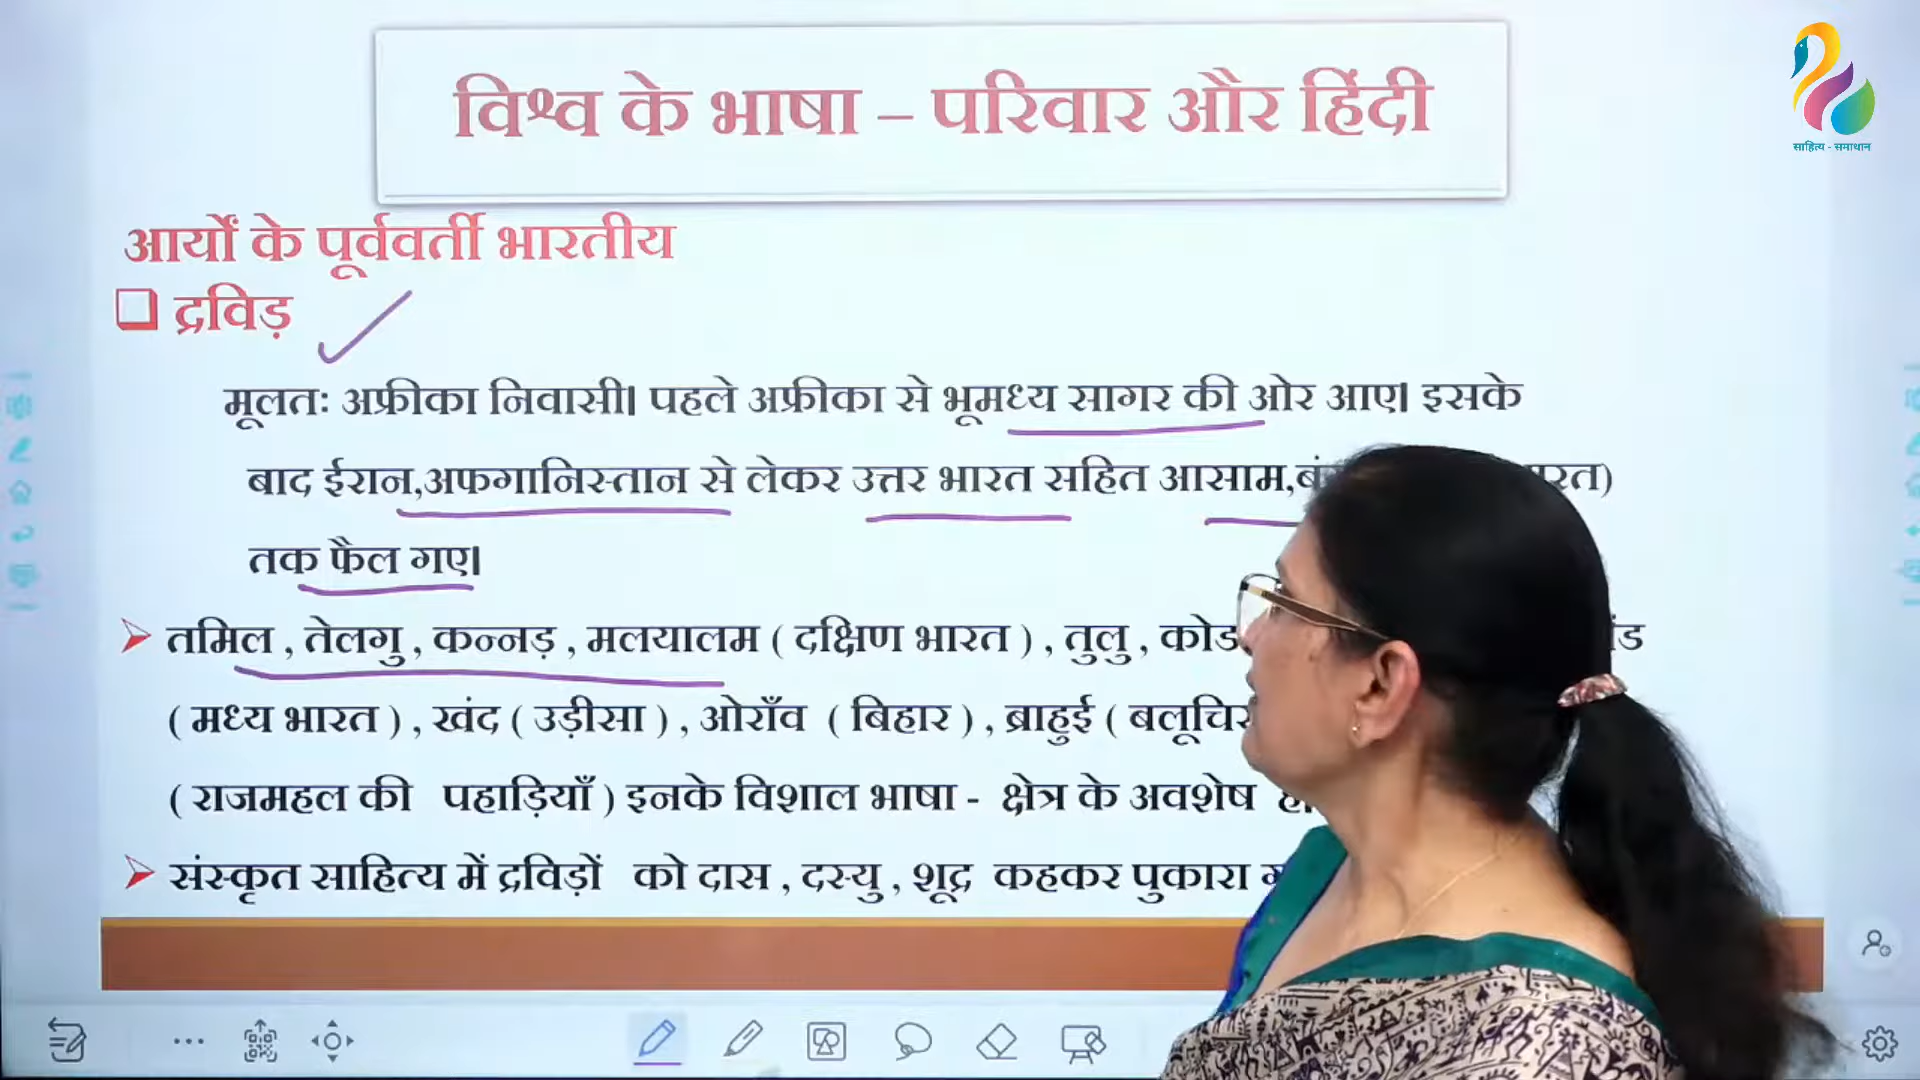 विश्व के भाषा – परिवार और हिंदी
साहित्य - समाधान
आर्यों के पूर्ववर्ती भारतीय
द्रविड़
मूलतः अफ्रीका निवासी। पहले अफ्रीका से भूमध्य सागर की ओर आए। इसके
बाद ईरान,अफगानिस्तान से लेकर उत्तर भारत सहित आसाम,
तक फैल गए।
तमिल , तेलगु , कन्नड़ , मलयालम ( दक्षिण भारत ) , तुलु ,
( मध्य भारत ) , खंद ( उड़ीसा ) , ओराँव ( बिहार ) , ब्राहुई (
( राजमहल की पहाड़ियाँ ) इनके विशाल भाषा - क्षेत्र के अवशेष
संस्कृत साहित्य में द्रविड़ों को दास , दस्यु , शूद्र कहकर पुकारा